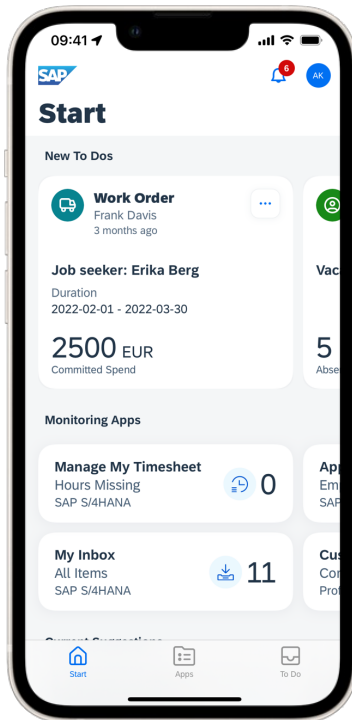 09:41
SAP
6
AK
Start
New To Dos
Work Order
Frank Davis
3 months ago
Job seeker: Erika Berg
Duration
2022-02-01 - 2022-03-30
2500 EUR
Committed Spend
Vac
5
Abse
Monitoring Apps
Manage My Timesheet
Hours Missing
SAP S/4HANA
0
App
Em
SAP
My Inbox
All Items
SAP S/4HANA
11
Cus
Cor
Prof
Start
Apps
To Do